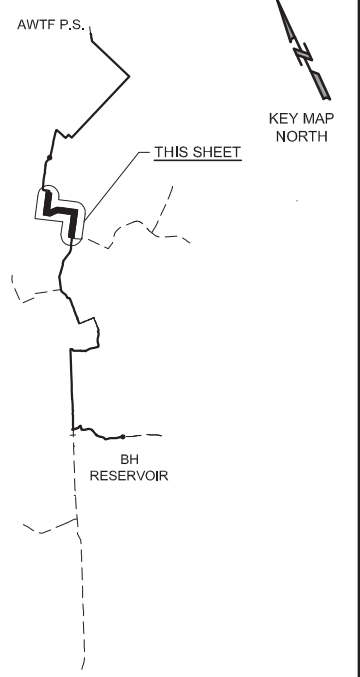 AWTF P.S.
KEY MAP
NORTH
THIS SHEET
BH
RESERVOIR